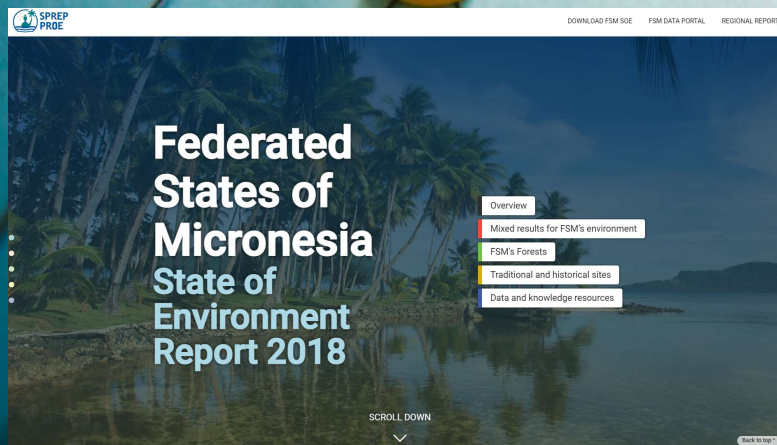 SPREP
PROE
DOWNLOAD FSM SOE
FSM DATA PORTAL
REGIONAL REPORT
Federated
States of
Micronesia
State of
Environment
Report 2018
Overview
Mixed results for FSM's environment
FSM's Forests
Traditional and historical sites
Data and knowledge resources
SCROLL DOWN
Back to top ^